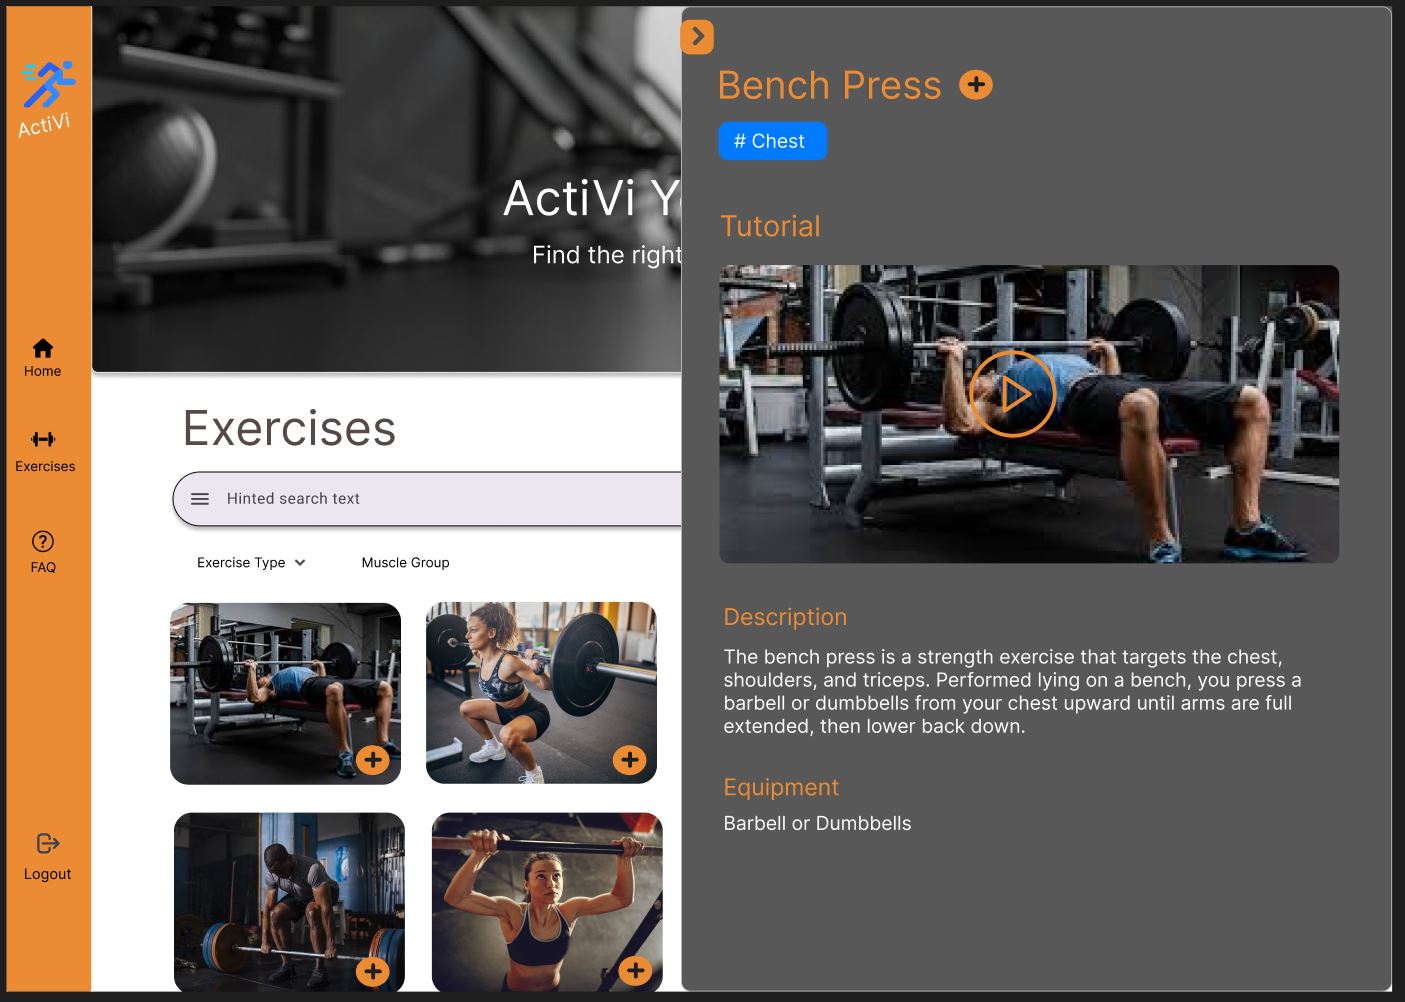 ActiVi
Home
Exercises
FAQ
Logout
ActiVi
Find the right
Exercises
Hinted search text
Exercise Type
Muscle Group
Bench Press
# Chest
Tutorial
Description
The bench press is a strength exercise that targets the chest,
shoulders, and triceps. Performed lying on a bench, you press a
barbell or dumbbells from your chest upward until arms are full
extended, then lower back down.
Equipment
Barbell or Dumbbells